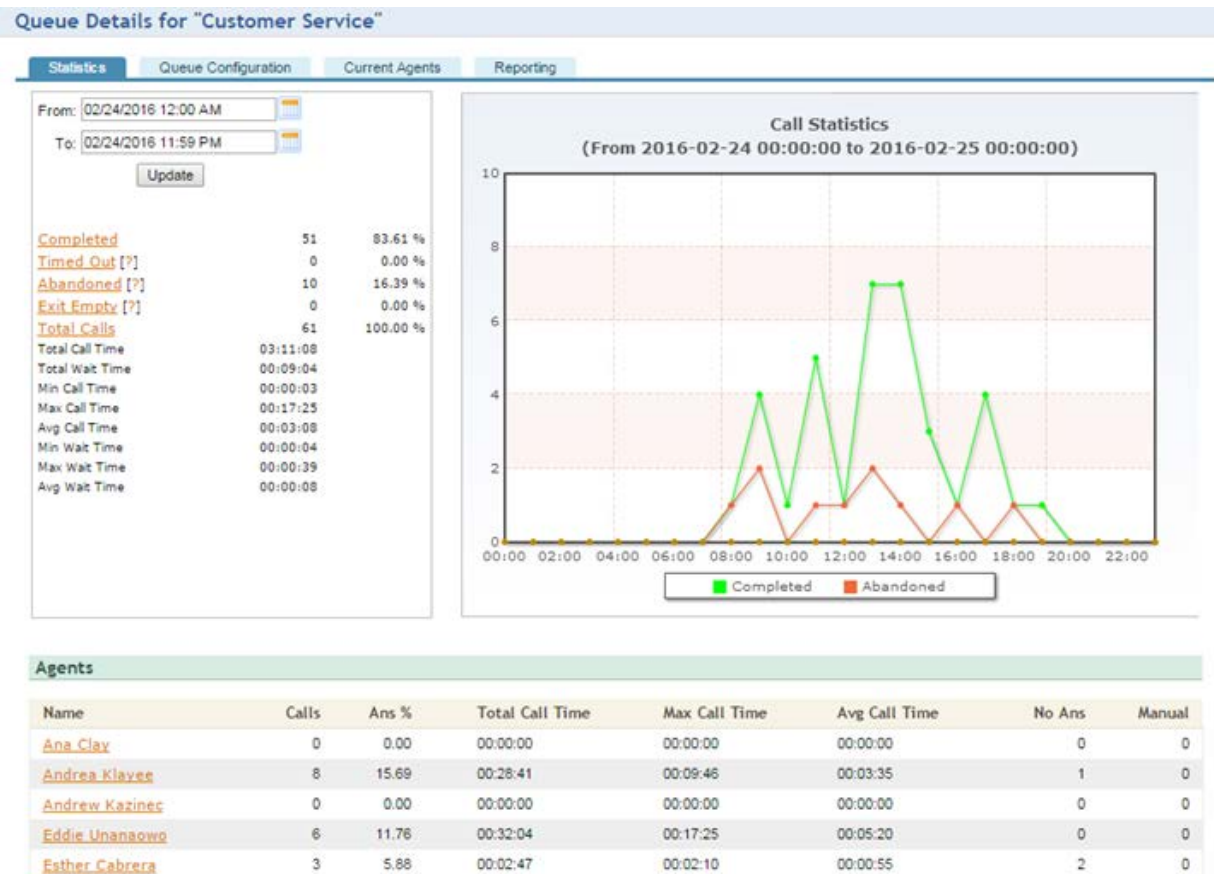 Queue Details for "Customer Service"
Statistics Queue Configuration Current Agents Reporting
From: 02/24/2016 12:00 AM
To: 02/24/2016 11:59 PM
Update
Completed 51 83.61 %
Timed Out [?] 0 0.00 %
Abandoned [?] 10 16.39 %
Exit Empty [?] 0 0.00 %
Total Calls 61 100.00 %
Total Call Time 03:11:08
Total Wait Time 00:09:04
Min Call Time 00:00:03
Max Call Time 00:17:25
Avg Call Time 00:03:08
Min Wait Time 00:00:04
Max Wait Time 00:00:39
Avg Wait Time 00:00:08
Call Statistics
(From 2016-02-24 00:00:00 to 2016-02-25 00:00:00)
10
8
6
4
2
0
00:00 02:00 04:00 06:00 08:00 10:00 12:00 14:00 16:00 18:00 20:00 22:00
Completed Abandoned
Agents
Name Calls Ans % Total Call Time Max Call Time Avg Call Time No Ans Manual
Ana Clay 0 0.00 00:00:00 00:00:00 00:00:00 0 0
Andrea Klayee 8 15.69 00:28:41 00:09:46 00:03:35 1 0
Andrew Kazinec 0 0.00 00:00:00 00:00:00 00:00:00 0 0
Eddie Unanaowo 6 11.76 00:32:04 00:17:25 00:05:20 0 0
Esther Cabrera 3 5.88 00:02:47 00:02:10 00:00:55 2 0